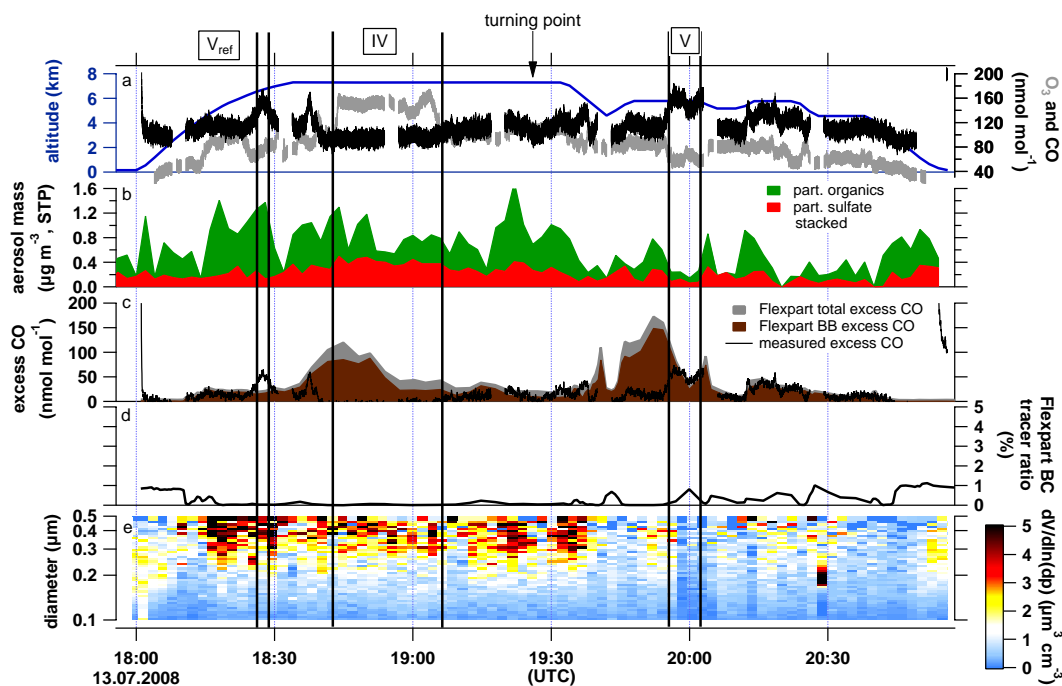 turning point
V_ref
IV
V
a
altitude (km)
8
6
4
2
0
200
160
120
80
40
O3 and CO
(nmol mol-1)
b
aerosol mass
(µg m-3, STP)
1.6
1.2
0.8
0.4
0.0
part. organics
part. sulfate
stacked
c
excess CO
(nmol mol-1)
200
150
100
50
0
Flexpart total excess CO
Flexpart BB excess CO
measured excess CO
d
5
4
3
2
1
0
Flexpart BC
tracer ratio
(%)
e
diameter (µm)
0.5
0.4
0.3
0.2
0.1
5
4
3
2
1
0
dV/dln(dp) (µm3 cm-3)
18:00
18:30
19:00
19:30
20:00
20:30
13.07.2008
(UTC)